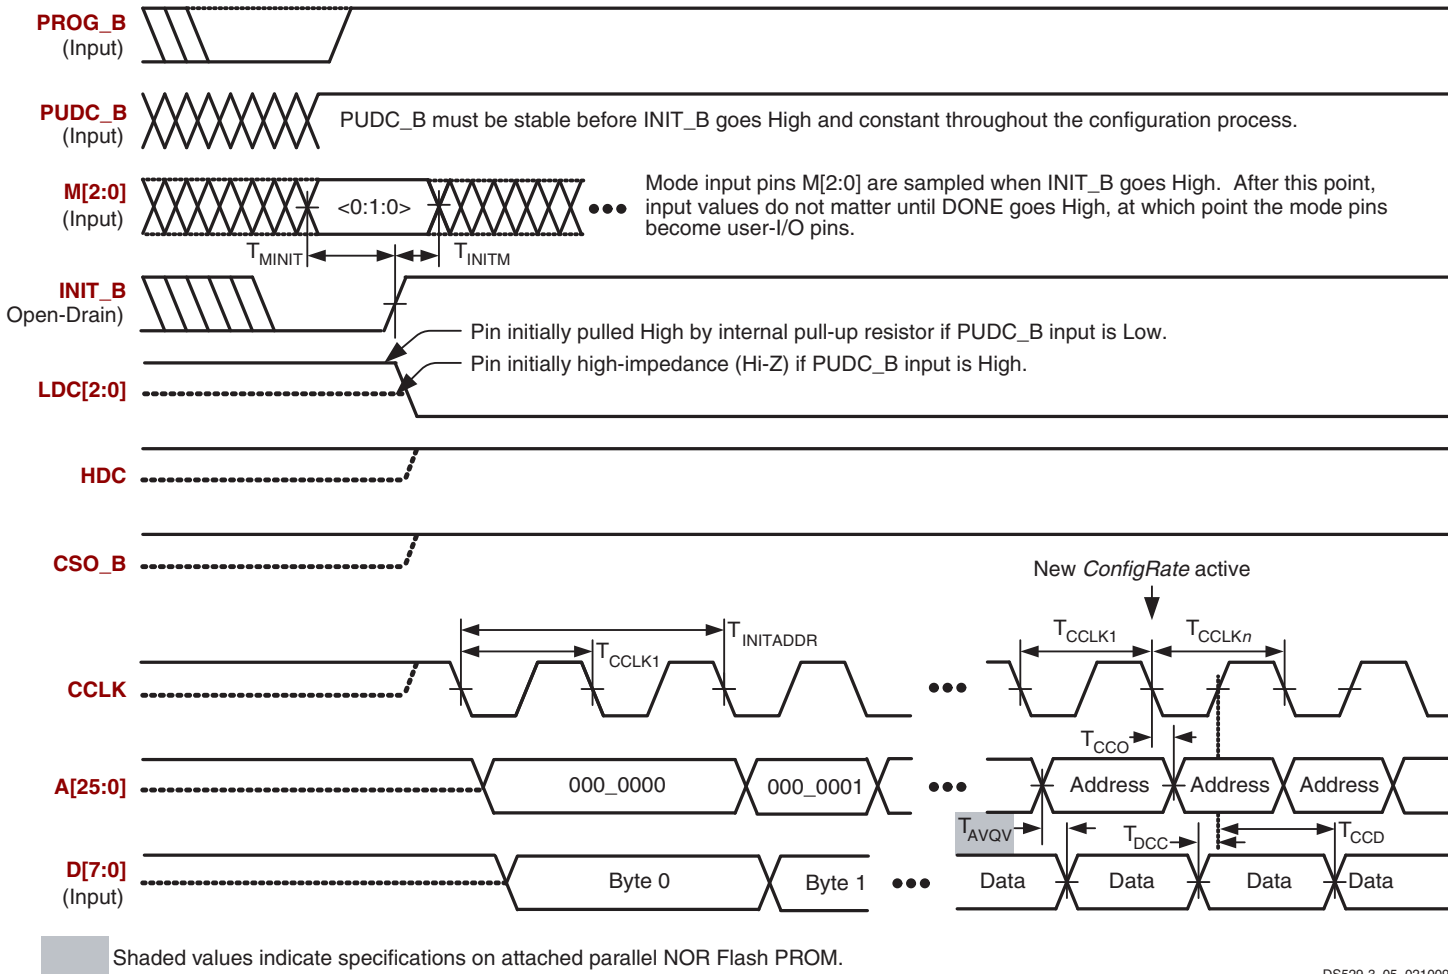 PROG_B
(Input)
PUDC_B
(Input)
PUDC_B must be stable before INIT_B goes High and constant throughout the configuration process.
M[2:0]
(Input)
<0:1:0>
Mode input pins M[2:0] are sampled when INIT_B goes High. After this point,
input values do not matter until DONE goes High, at which point the mode pins
become user-I/O pins.
TMINIT
TINITM
INIT_B
Open-Drain)
Pin initially pulled High by internal pull-up resistor if PUDC_B input is Low.
Pin initially high-impedance (Hi-Z) if PUDC_B input is High.
LDC[2:0]
HDC
CSO_B
New ConfigRate active
TINITADDR
TCCLK1
TCCLK1
TCCLKn
CCLK
TCCO
A[25:0]
000_0000
000_0001
Address
Address
Address
TAVQV
TDCC
TCCD
D[7:0]
(Input)
Byte 0
Byte 1
Data
Data
Data
Data
Shaded values indicate specifications on attached parallel NOR Flash PROM.